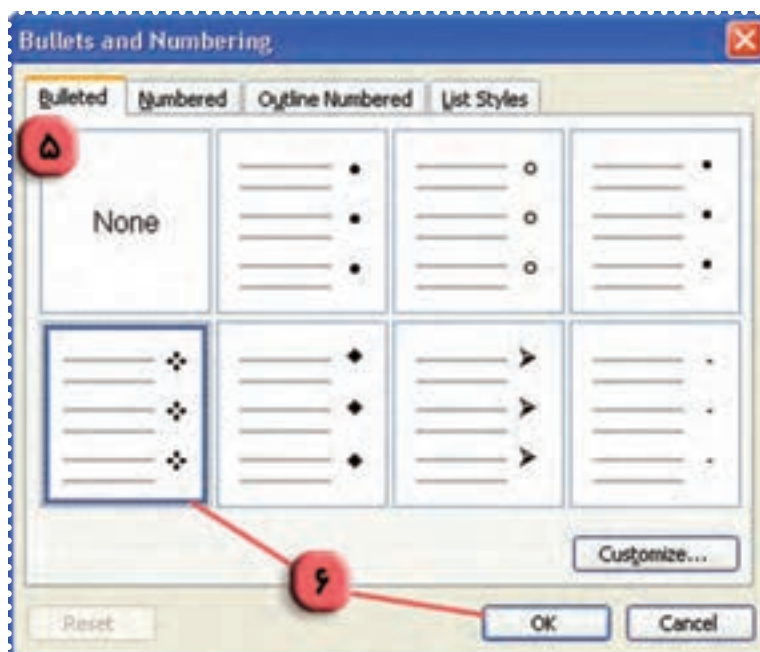 Bullets and Numbering
Bulleted Numbered Outline Numbered List Styles
۵
None
۶
Customize...
Reset OK Cancel